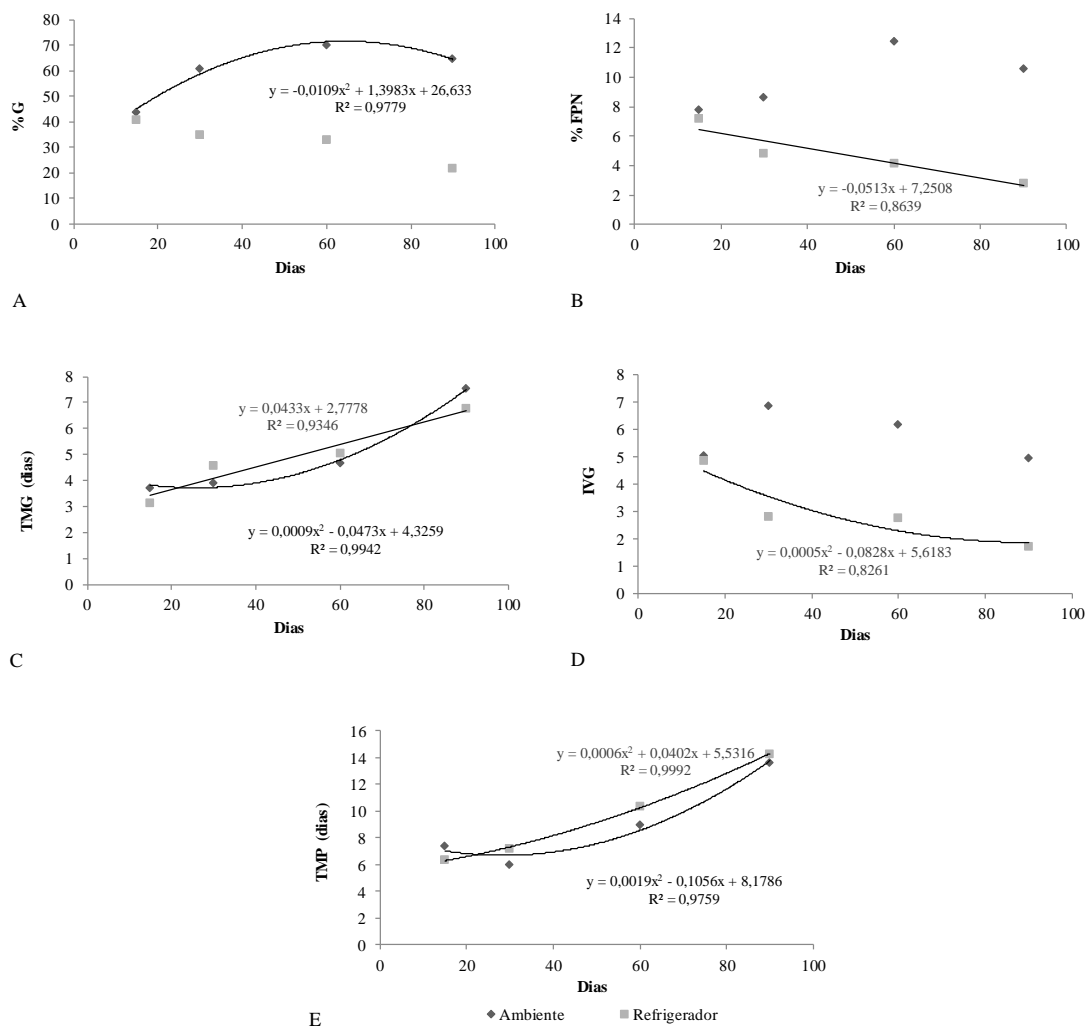 80
70
60
50
40
30
20
10
0
% G
y = -0,0109x² + 1,3983x + 26,633
R² = 0,9779
0 20 40 60 80 100
Dias
A
14
12
10
8
6
4
2
0
% FPN
y = -0,0513x + 7,2508
R² = 0,8639
0 20 40 60 80 100
Dias
B
8
7
6
5
4
3
2
1
0
TMG (dias)
y = 0,0433x + 2,7778
R² = 0,9346
y = 0,0009x² - 0,0473x + 4,3259
R² = 0,9942
0 20 40 60 80 100
Dias
C
8
7
6
5
4
3
2
1
0
IVG
y = 0,0005x² - 0,0828x + 5,6183
R² = 0,8261
0 20 40 60 80 100
Dias
D
16
14
12
10
8
6
4
2
0
TMP (dias)
y = 0,0006x² + 0,0402x + 5,5316
R² = 0,9992
y = 0,0019x² - 0,1056x + 8,1786
R² = 0,9759
0 20 40 60 80 100
Dias
E
Ambiente Refrigerador